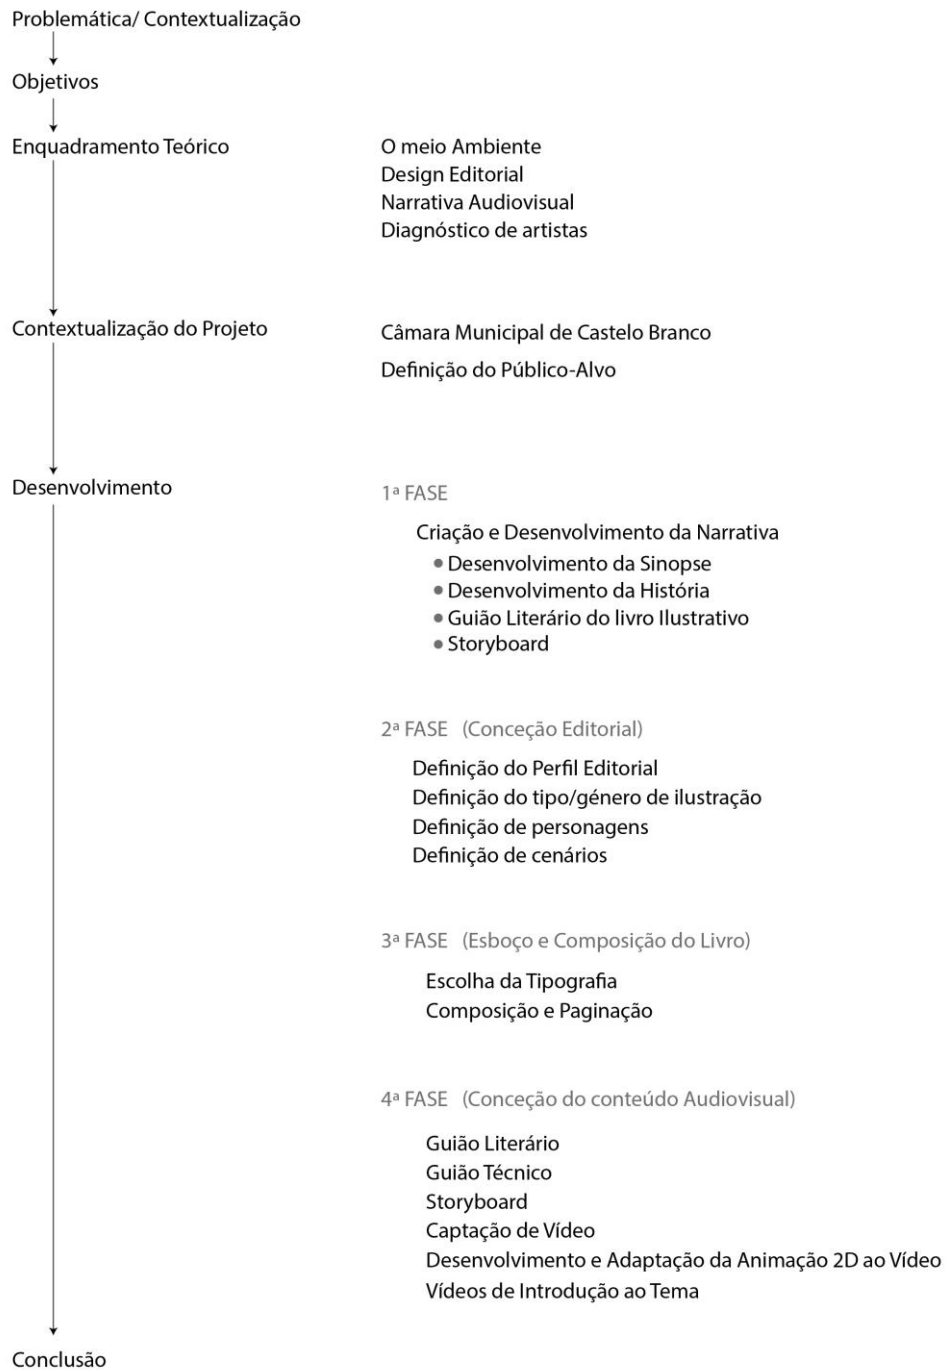 Problemática/ Contextualização
Objetivos
Enquadramento Teórico
O meio Ambiente
Design Editorial
Narrativa Audiovisual
Diagnóstico de artistas
Contextualização do Projeto
Câmara Municipal de Castelo Branco
Definição do Público-Alvo
Desenvolvimento
1ª FASE
Criação e Desenvolvimento da Narrativa
• Desenvolvimento da Sinopse
• Desenvolvimento da História
• Guião Literário do livro Ilustrativo
• Storyboard
2ª FASE (Conceção Editorial)
Definição do Perfil Editorial
Definição do tipo/género de ilustração
Definição de personagens
Definição de cenários
3ª FASE (Esboço e Composição do Livro)
Escolha da Tipografia
Composição e Paginação
4ª FASE (Conceção do conteúdo Audiovisual)
Guião Literário
Guião Técnico
Storyboard
Captação de Vídeo
Desenvolvimento e Adaptação da Animação 2D ao Vídeo
Vídeos de Introdução ao Tema
Conclusão